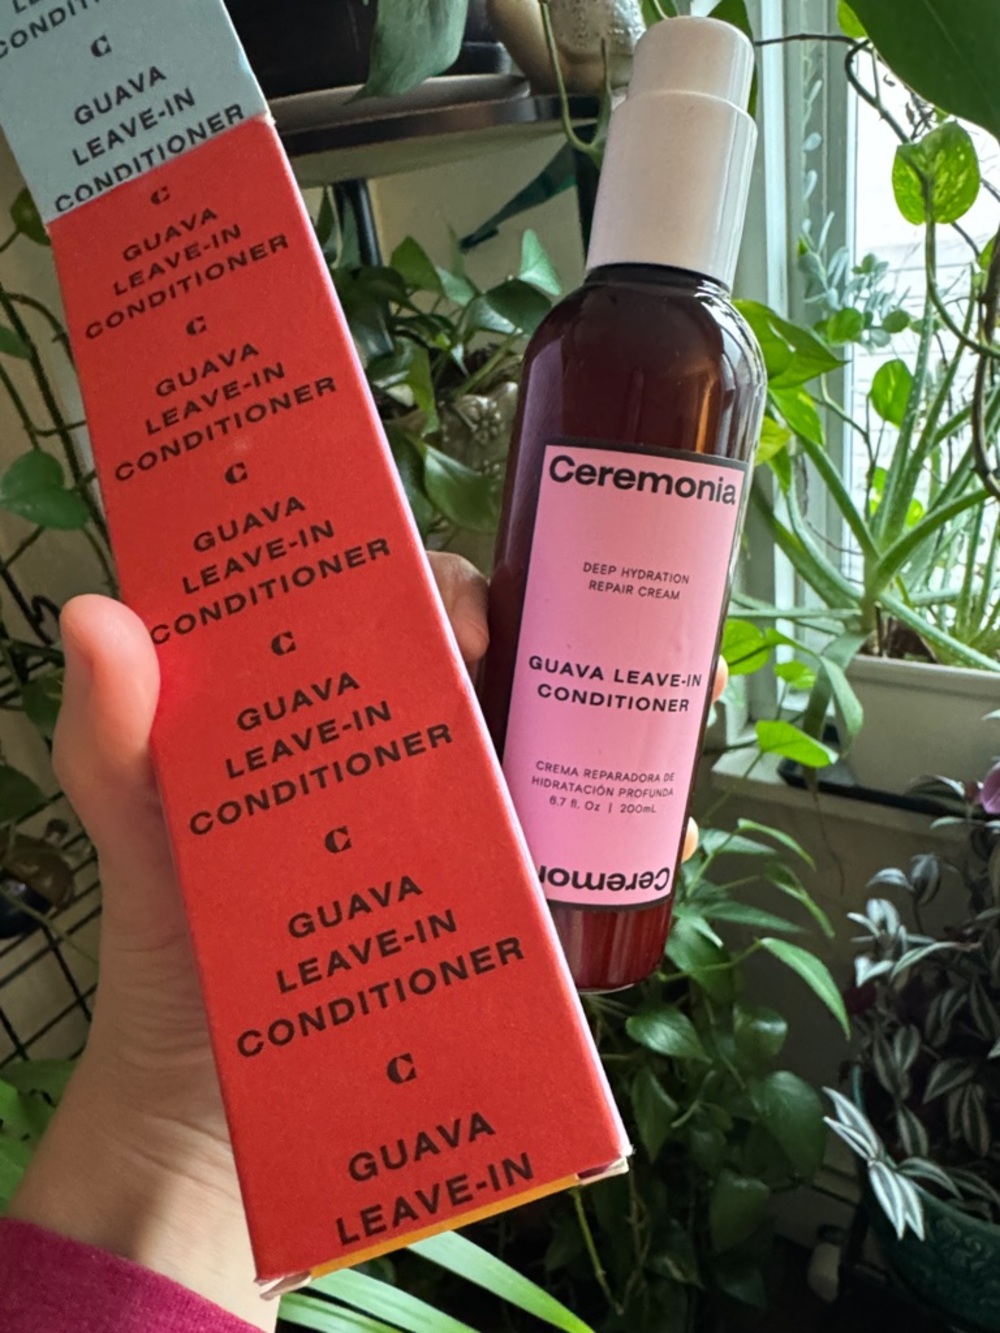 CONDITIONER
C
GUAVA
LEAVE-IN
CONDITIONER
C
GUAVA
LEAVE-IN
CONDITIONER
C
GUAVA
LEAVE-IN
CONDITIONER
C
GUAVA
LEAVE-IN
CONDITIONER
C
GUAVA
LEAVE-IN
CONDITIONER
C
GUAVA
LEAVE-IN
CONDITIONER
C
GUAVA
LEAVE-IN
Ceremonia
DEEP HYDRATION
REPAIR CREAM
GUAVA LEAVE-IN
CONDITIONER
CREMA REPARADORA DE
HIDRATACIÓN PROFUNDA
6.7 fl. Oz | 200mL
Ceremon